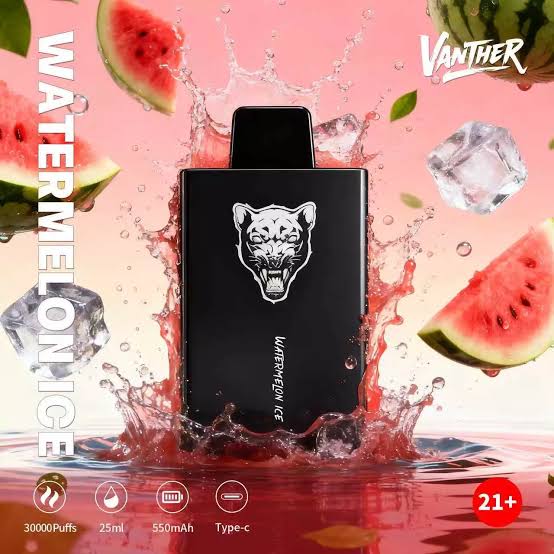 WATERMELON ICE
VANTHER
WATERMELON ICE
30000Puffs
25ml
550mAh
Type-c
21+